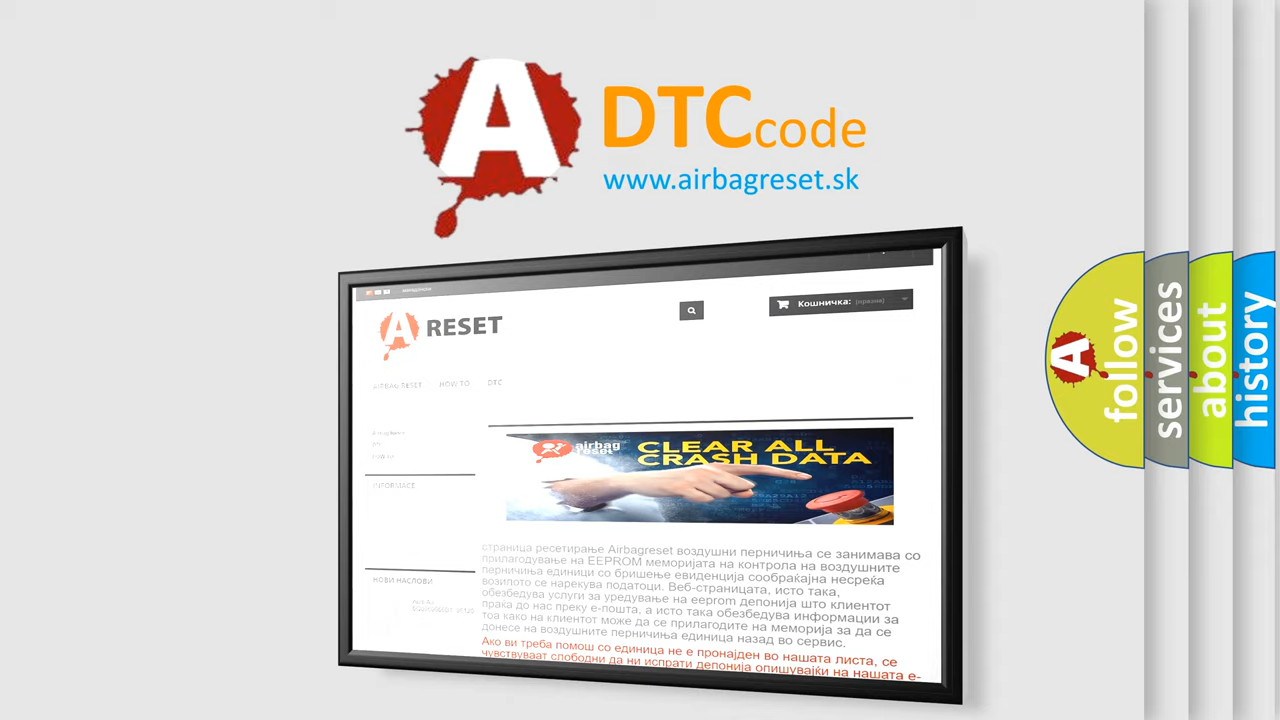 A
DTCcode
www.airbagreset.sk
A RESET
Кошничка: (празна)
AIRBAG RESET HOW TO DTC
INFORMACE
airbag
reset
CLEAR ALL
CRASH DATA
НОВИ НАСЛОВИ
страница ресетирање Airbagreset воздушни перничиња се занимава со
прилагодување на EEPROM меморијата на контрола на воздушните
перничиња единици со бришење евиденција сообраќајна несреќа
возилото се нарекува податоци. Веб-страницата, исто така,
обезбедува услуги за уредување на eeprom депонија што клиентот
праќа до нас преку е-пошта, а исто така обезбедува информации за
тоа како на клиентот може да се прилагодите на меморија за да се
донесе на воздушните перничиња единица назад во сервис.
Ако ви треба помош со единица не е пронајден во нашата листа, се
чувствуваат слободни да ни испрати депонија опишувајќи на нашата е-
A
follow
services
about
history